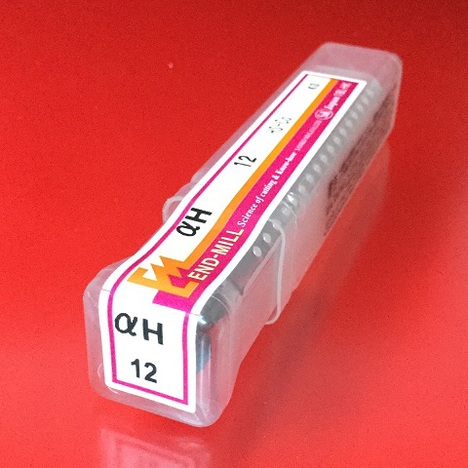 αH
12
αH
12
END-MILL Science of cutting & Know-how